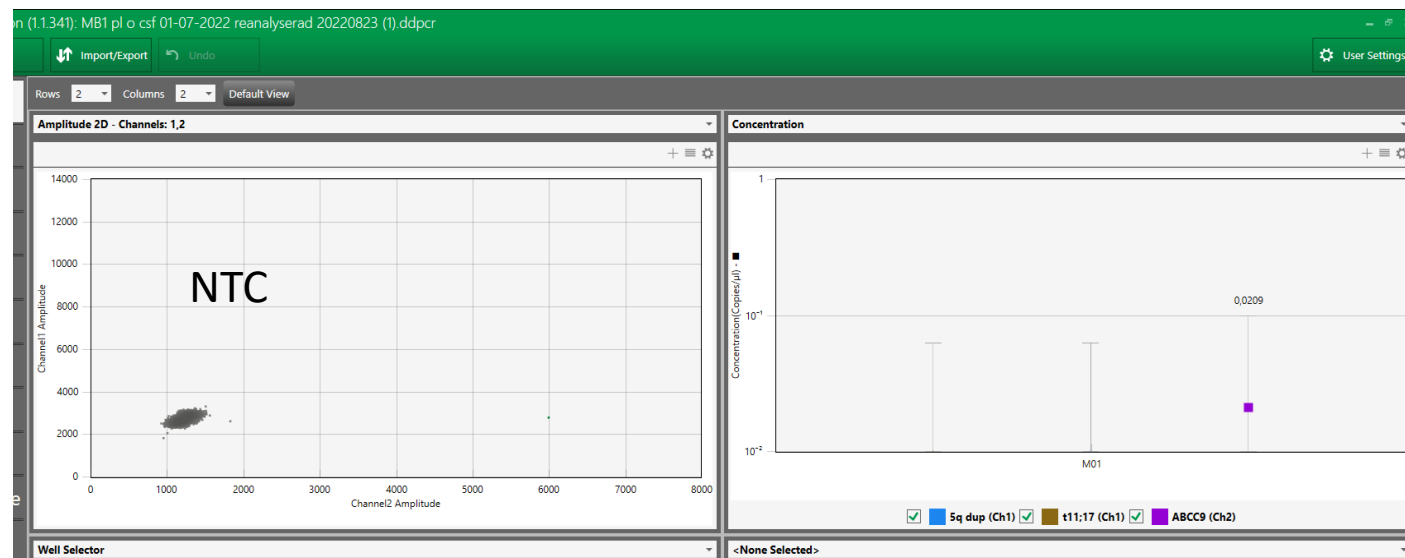 on (1.1.341): MB1 pl o csf 01-07-2022 reanalyserad 20220823 (1).ddpcr
Import/Export Undo User Settings
Rows 2 Columns 2 Default View
Amplitude 2D - Channels: 1,2
14000
12000
10000
8000
6000
4000
2000
0
Channel1 Amplitude
NTC
0 1000 2000 3000 4000 5000 6000 7000 8000
Channel2 Amplitude
Concentration
1
10⁻¹
10⁻²
Concentration(Copies/µl) - ■
0,0209
M01
5q dup (Ch1) t11;17 (Ch1) ABCC9 (Ch2)
e
Well Selector
<None Selected>